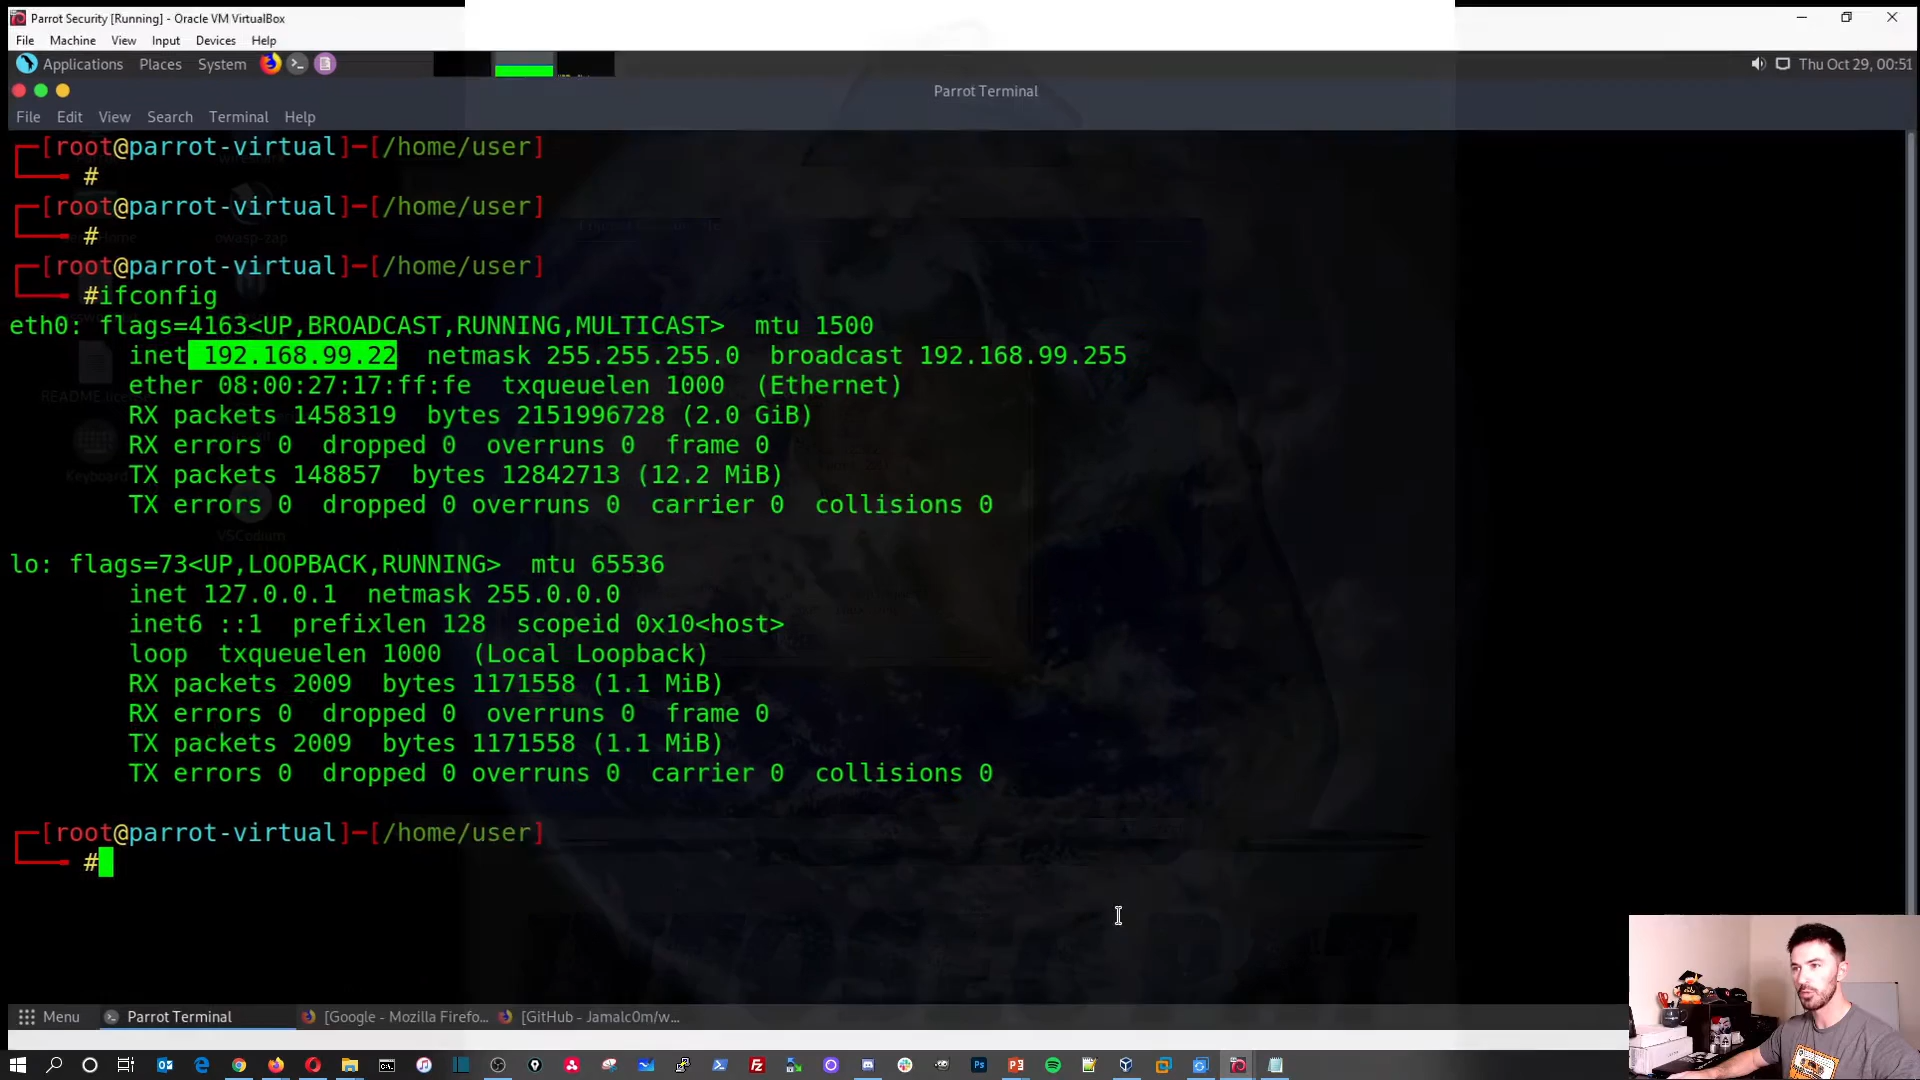 Parrot Security [Running] - Oracle VM VirtualBox
File Machine View Input Devices Help
Applications Places System
Thu Oct 29, 00:51
Parrot Terminal
File Edit View Search Terminal Help
[root@parrot-virtual]─[/home/user]
#
[root@parrot-virtual]─[/home/user]
#
[root@parrot-virtual]─[/home/user]
#ifconfig
eth0: flags=4163<UP,BROADCAST,RUNNING,MULTICAST> mtu 1500
inet 192.168.99.22 netmask 255.255.255.0 broadcast 192.168.99.255
ether 08:00:27:17:ff:fe txqueuelen 1000 (Ethernet)
RX packets 1458319 bytes 2151996728 (2.0 GiB)
RX errors 0 dropped 0 overruns 0 frame 0
TX packets 148857 bytes 12842713 (12.2 MiB)
TX errors 0 dropped 0 overruns 0 carrier 0 collisions 0
lo: flags=73<UP,LOOPBACK,RUNNING> mtu 65536
inet 127.0.0.1 netmask 255.0.0.0
inet6 ::1 prefixlen 128 scopeid 0x10<host>
loop txqueuelen 1000 (Local Loopback)
RX packets 2009 bytes 1171558 (1.1 MiB)
RX errors 0 dropped 0 overruns 0 frame 0
TX packets 2009 bytes 1171558 (1.1 MiB)
TX errors 0 dropped 0 overruns 0 carrier 0 collisions 0
[root@parrot-virtual]─[/home/user]
#
owasp-zap
Keyboard
VSCodium
Menu Parrot Terminal [Google - Mozilla Firefo... [GitHub - Jamalc0m/w...